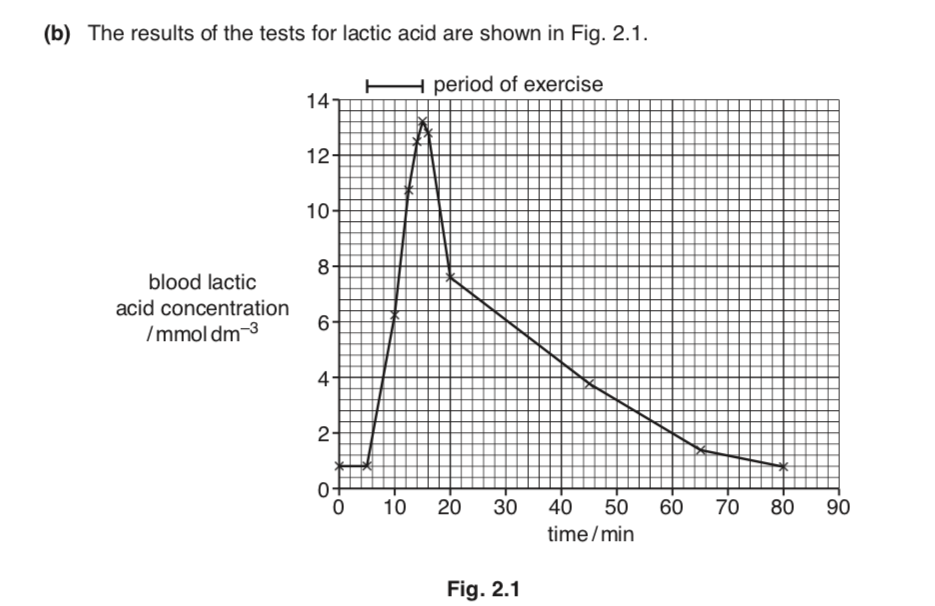 (b) The results of the tests for lactic acid are shown in Fig. 2.1.
period of exercise
14
12
10
8
6
4
2
0
blood lactic
acid concentration
/mmol dm⁻³
0 10 20 30 40 50 60 70 80 90
time/min
Fig. 2.1